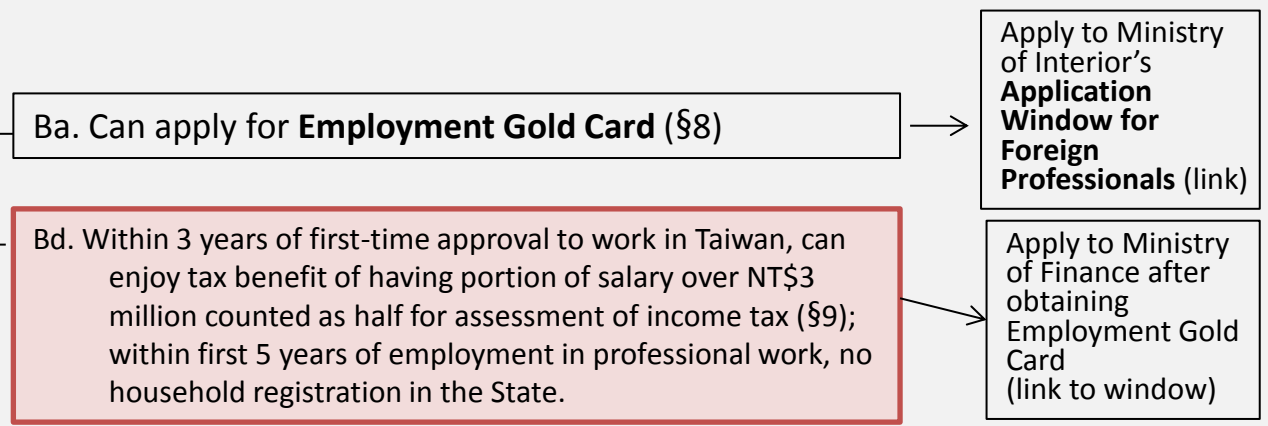 Ba. Can apply for Employment Gold Card (§8)
Apply to Ministry
of Interior’s
Application
Window for
Foreign
Professionals (link)
Bd. Within 3 years of first-time approval to work in Taiwan, can
enjoy tax benefit of having portion of salary over NT$3
million counted as half for assessment of income tax (§9);
within first 5 years of employment in professional work, no
household registration in the State.
Apply to Ministry
of Finance after
obtaining
Employment Gold
Card
(link to window)